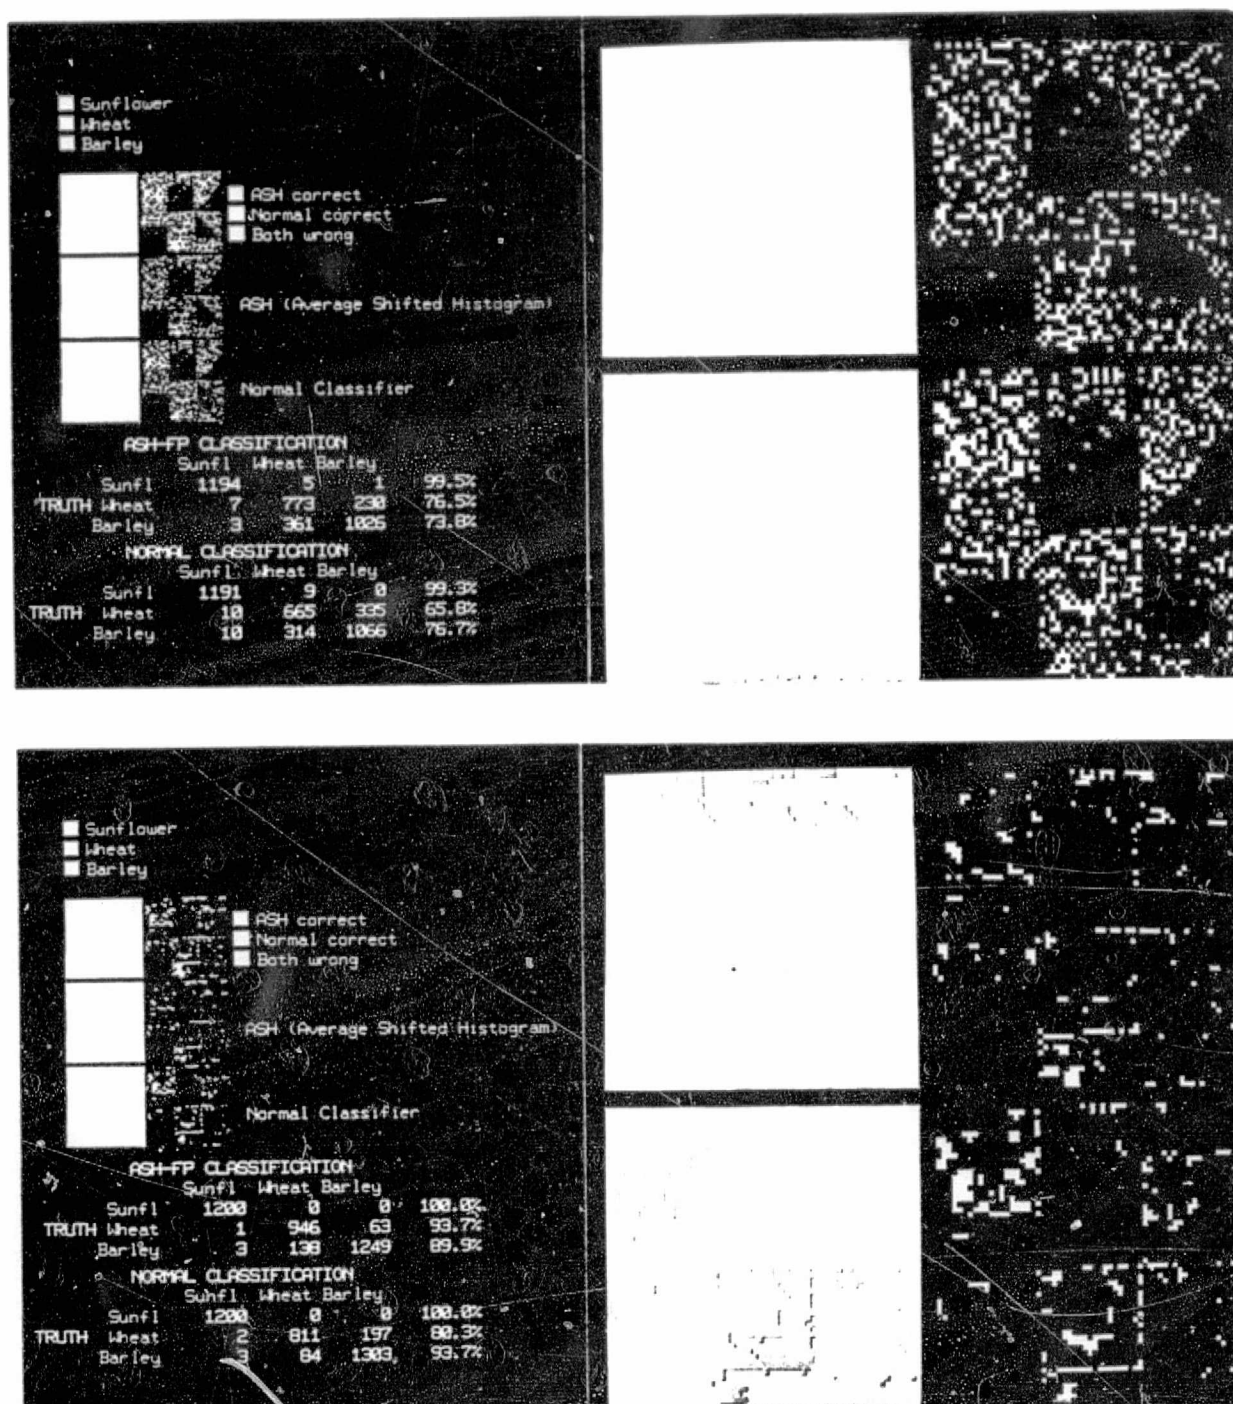 Sunflower
Wheat
Barley
ASH correct
Normal correct
Both wrong
ASH (Average Shifted Histogram)
Normal Classifier
ASH-FP CLASSIFICATION
Sunfl Wheat Barley
Sunfl 1194 5 1 99.5%
TRUTH Wheat 7 773 230 76.5%
Barley 3 361 1026 73.8%
NORMAL CLASSIFICATION
Sunfl Wheat Barley
Sunfl 1191 9 0 99.3%
TRUTH Wheat 10 665 335 65.8%
Barley 10 314 1066 76.7%
Sunflower
Wheat
Barley
ASH correct
Normal correct
Both wrong
ASH (Average Shifted Histogram)
Normal Classifier
ASH-FP CLASSIFICATION
Sunfl Wheat Barley
Sunfl 1200 0 0 100.0%
TRUTH Wheat 1 946 63 93.7%
Barley 3 138 1249 89.9%
NORMAL CLASSIFICATION
Sunfl Wheat Barley
Sunfl 1200 0 0 100.0%
TRUTH Wheat 2 811 197 80.3%
Barley 3 84 1303 93.7%